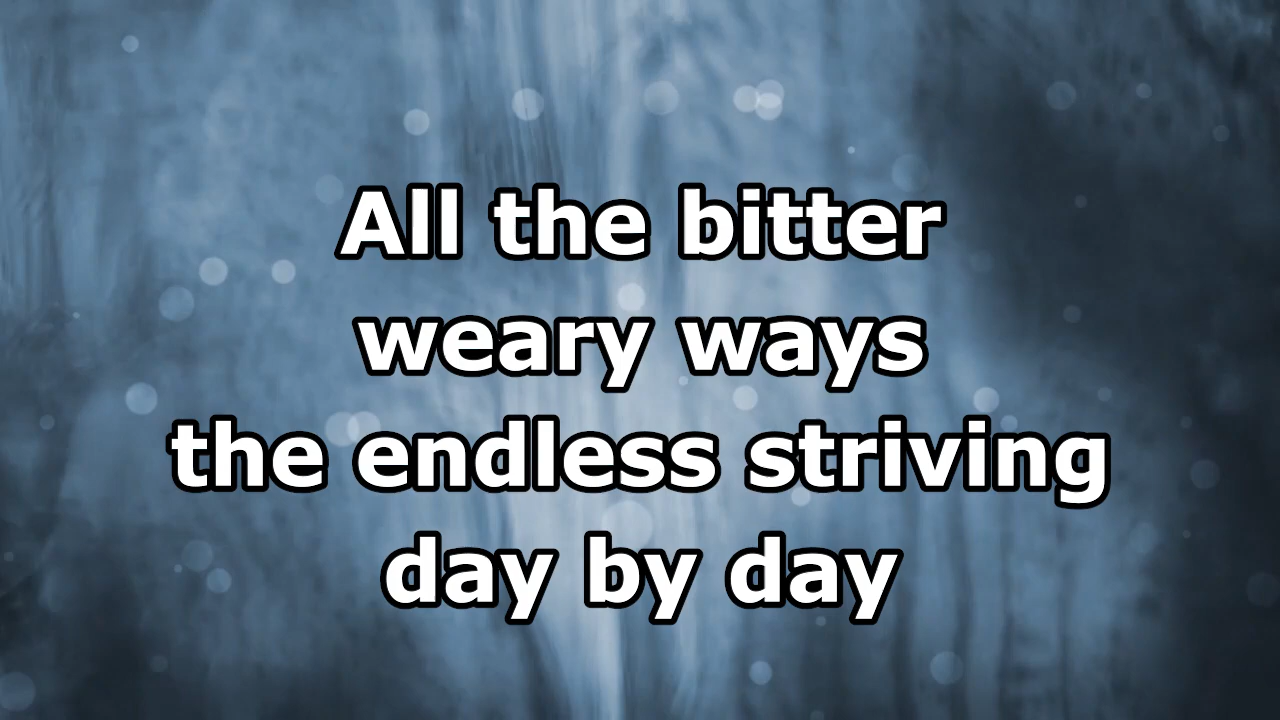 All the bitter
weary ways
the endless striving
day by day